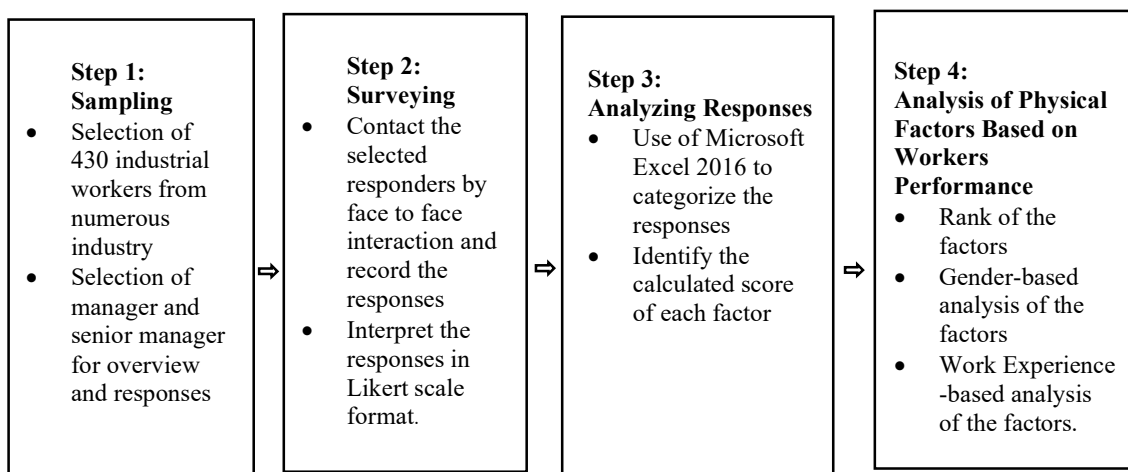 Step 1:
Sampling
• Selection of
430 industrial
workers from
numerous
industry
• Selection of
manager and
senior manager
for overview
and responses
⇨
Step 2:
Surveying
• Contact the
selected
responders by
face to face
interaction and
record the
responses
• Interpret the
responses in
Likert scale
format.
⇨
Step 3:
Analyzing Responses
• Use of Microsoft
Excel 2016 to
categorize the
responses
• Identify the
calculated score
of each factor
⇨
Step 4:
Analysis of Physical
Factors Based on
Workers
Performance
• Rank of the
factors
• Gender-based
analysis of the
factors
• Work Experience
-based analysis
of the factors.